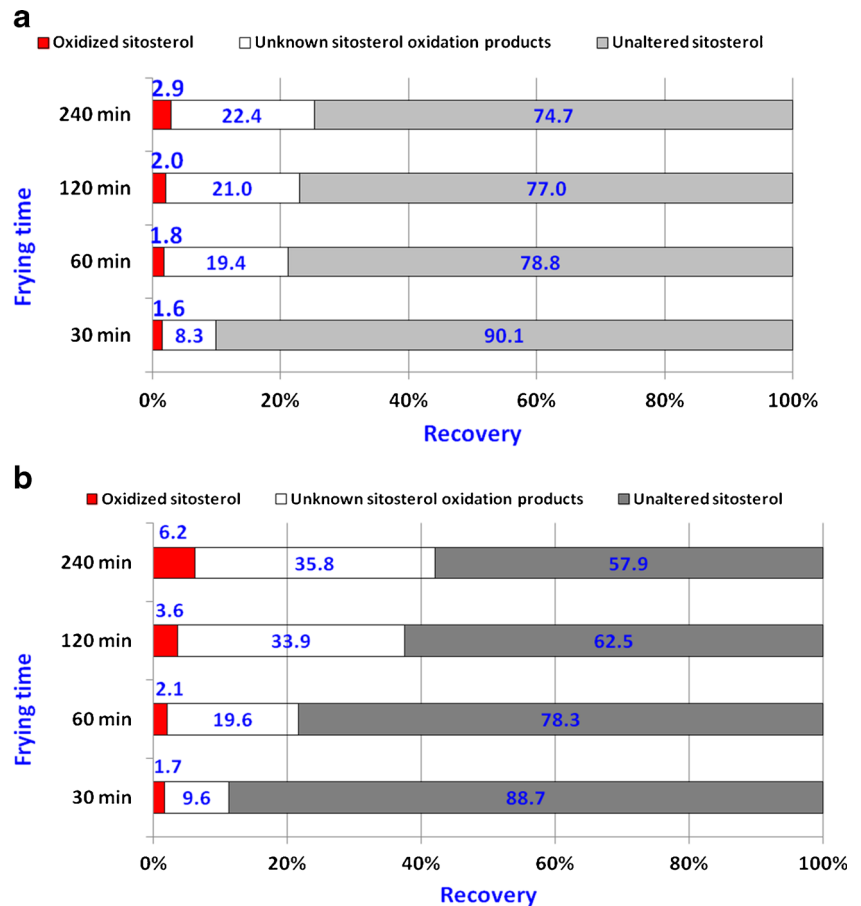 a
Oxidized sitosterol Unknown sitosterol oxidation products Unaltered sitosterol
2.9
240 min 22.4 74.7
2.0
120 min 21.0 77.0
1.8
60 min 19.4 78.8
1.6
30 min 8.3 90.1
Frying time
0% 20% 40% 60% 80% 100%
Recovery
b
Oxidized sitosterol Unknown sitosterol oxidation products Unaltered sitosterol
6.2
240 min 35.8 57.9
3.6
120 min 33.9 62.5
2.1
60 min 19.6 78.3
1.7
30 min 9.6 88.7
Frying time
0% 20% 40% 60% 80% 100%
Recovery